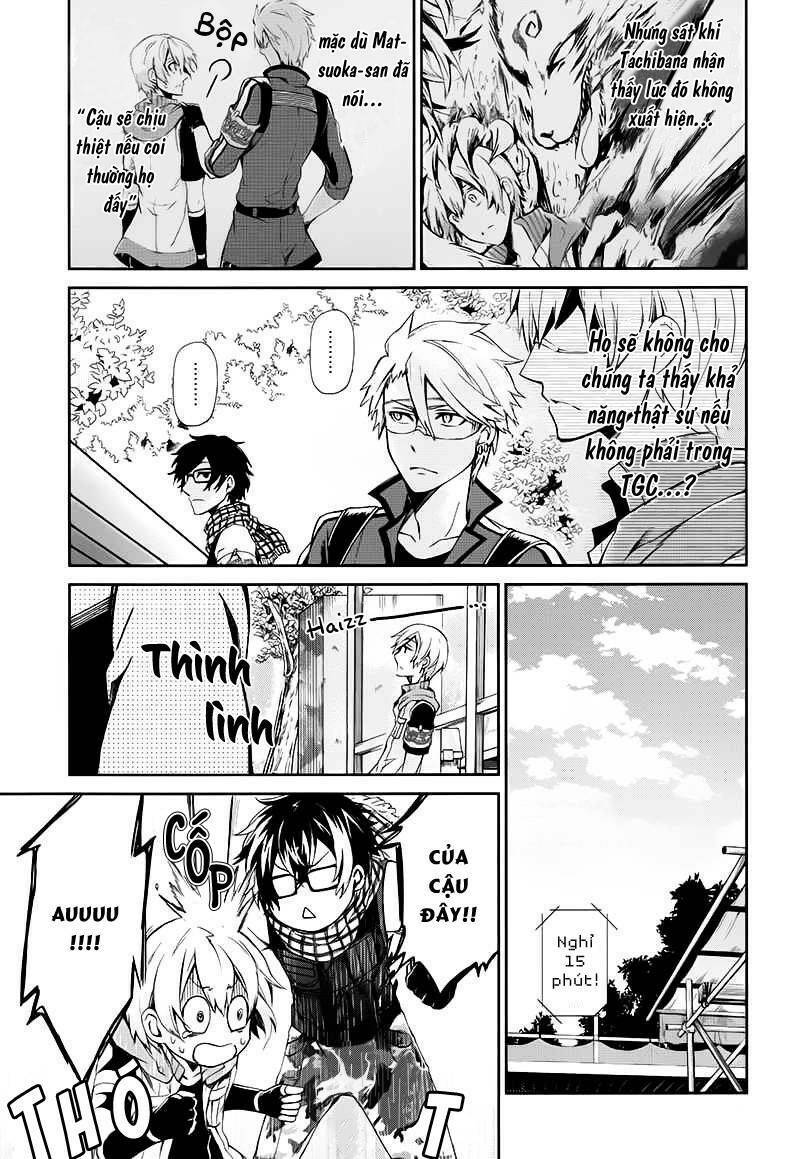 Nhưng sát khí
Tachibana nhận
thấy lúc đó không
xuất hiện...
mặc dù Mat-
suoka-san đã
nói...
Bộp
"Cậu sẽ
chịu
thiệt nếu coi
thường họ
đấy"
Họ sẽ không cho
chúng ta thấy khả
năng thật sự nếu
không phải trong
TGC...?
.........
.........
Nghỉ
15
phút!
Haizz...
Thình
lình
CỦA
CẬU
ĐÂY!!
CỐP
AUUUU
!!!!
THÓT